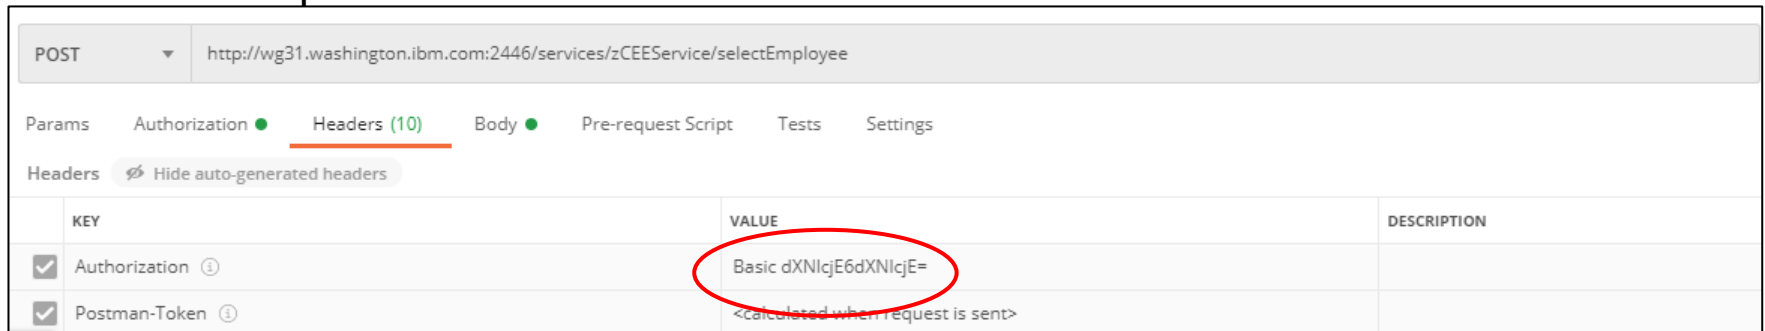 POST http://wg31.washington.ibm.com:2446/services/zCEEService/selectEmployee
Params Authorization Headers (10) Body Pre-request Script Tests Settings
Headers Hide auto-generated headers
KEY VALUE DESCRIPTION
Authorization Basic dXNlcjE6dXNlcjE=
Postman-Token <calculated when request is sent>